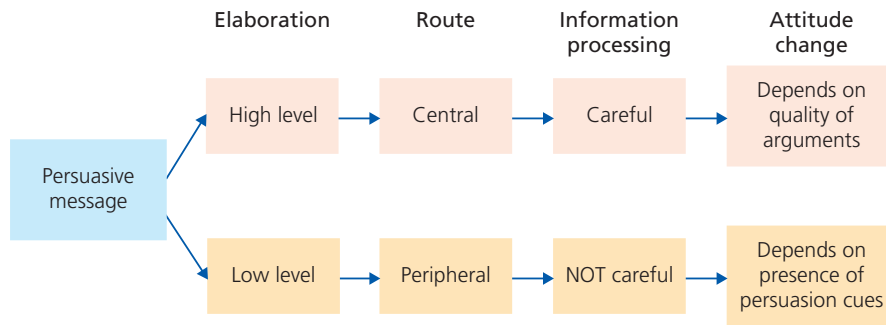 Elaboration
Route
Information
processing
Attitude
change
High level
Central
Careful
Depends on
quality of
arguments
Persuasive
message
Low level
Peripheral
NOT careful
Depends on
presence of
persuasion cues